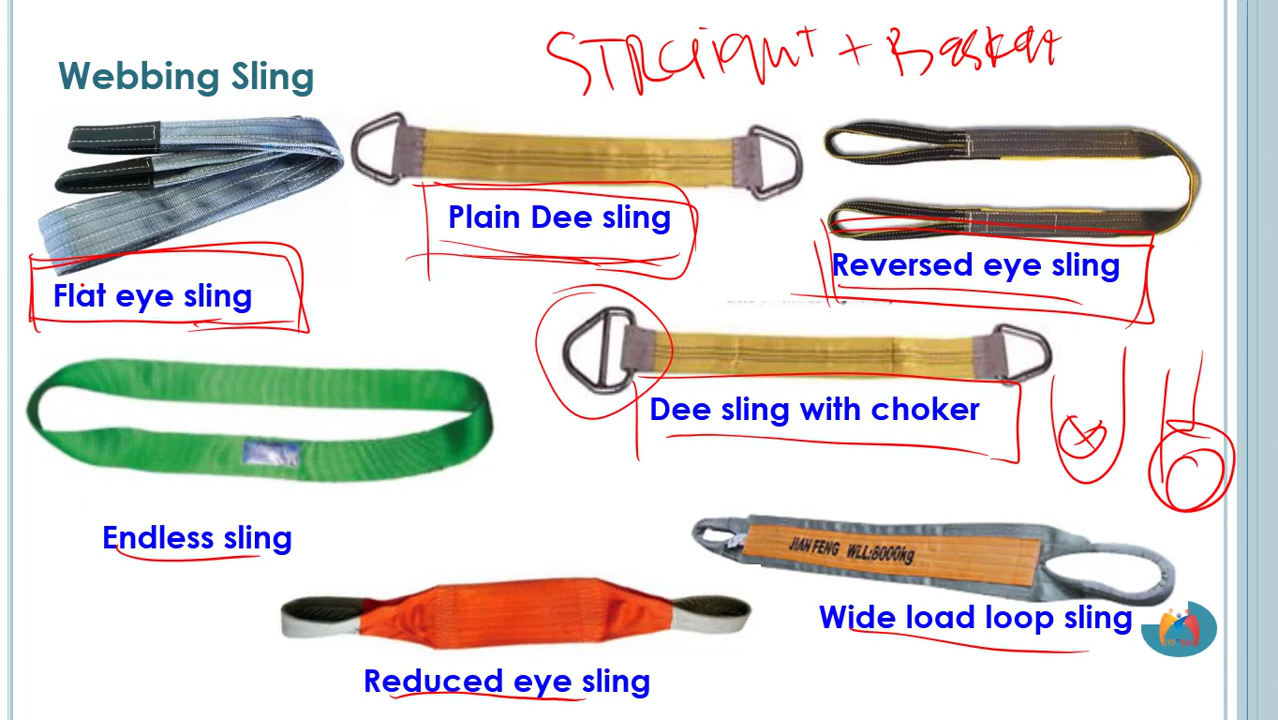 STRaight + Basket
Webbing Sling
Plain Dee sling
Reversed eye sling
Flat eye sling
Dee sling with choker
Endless sling
JIAN FENG WLL:8000kg
Wide load loop sling
Reduced eye sling